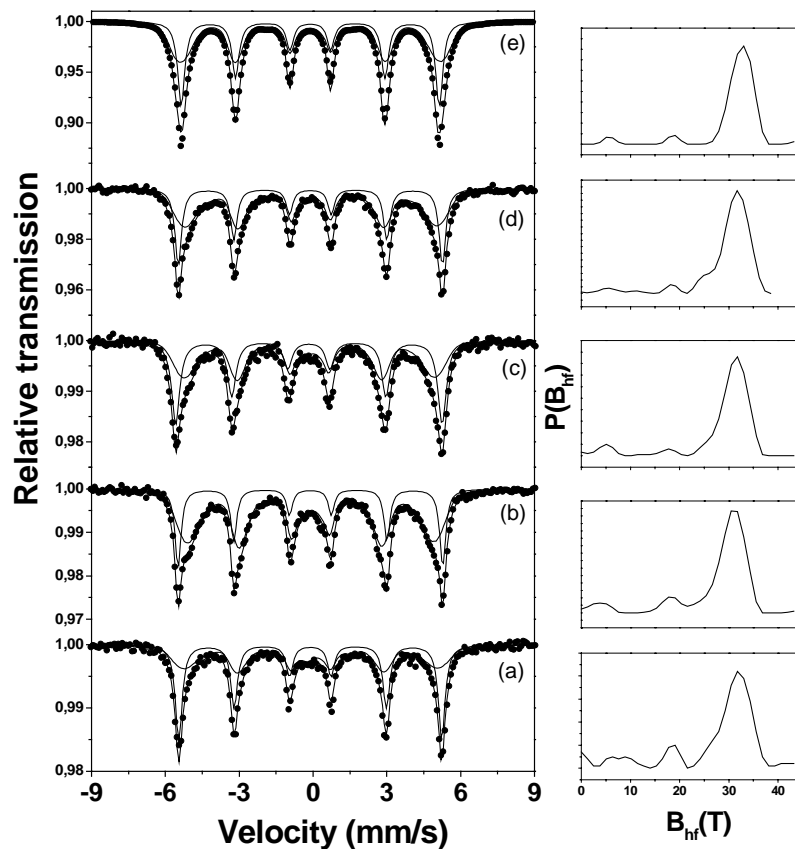 Relative transmission
1,00
0,95
0,90
(e)
1,00
0,98
0,96
(d)
1,00
0,99
0,98
(c)
1,00
0,99
0,98
0,97
(b)
1,00
0,99
0,98
(a)
-9 -6 -3 0 3 6 9
Velocity (mm/s)
P(Bhf)
0 10 20 30 40
Bhf(T)